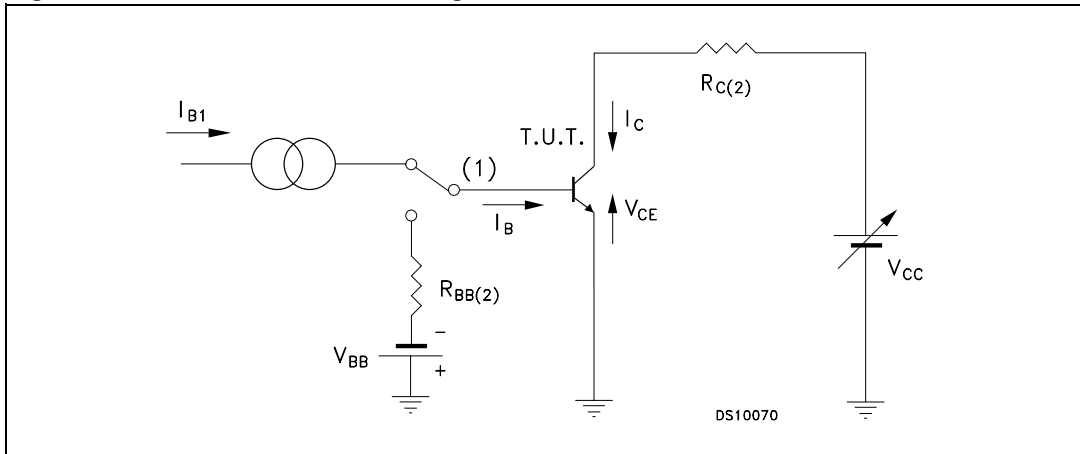 I_B1
R_C(2)
I_C
T.U.T.
(1)
I_B
V_CE
V_CC
R_BB(2)
V_BB
−
+
DS10070